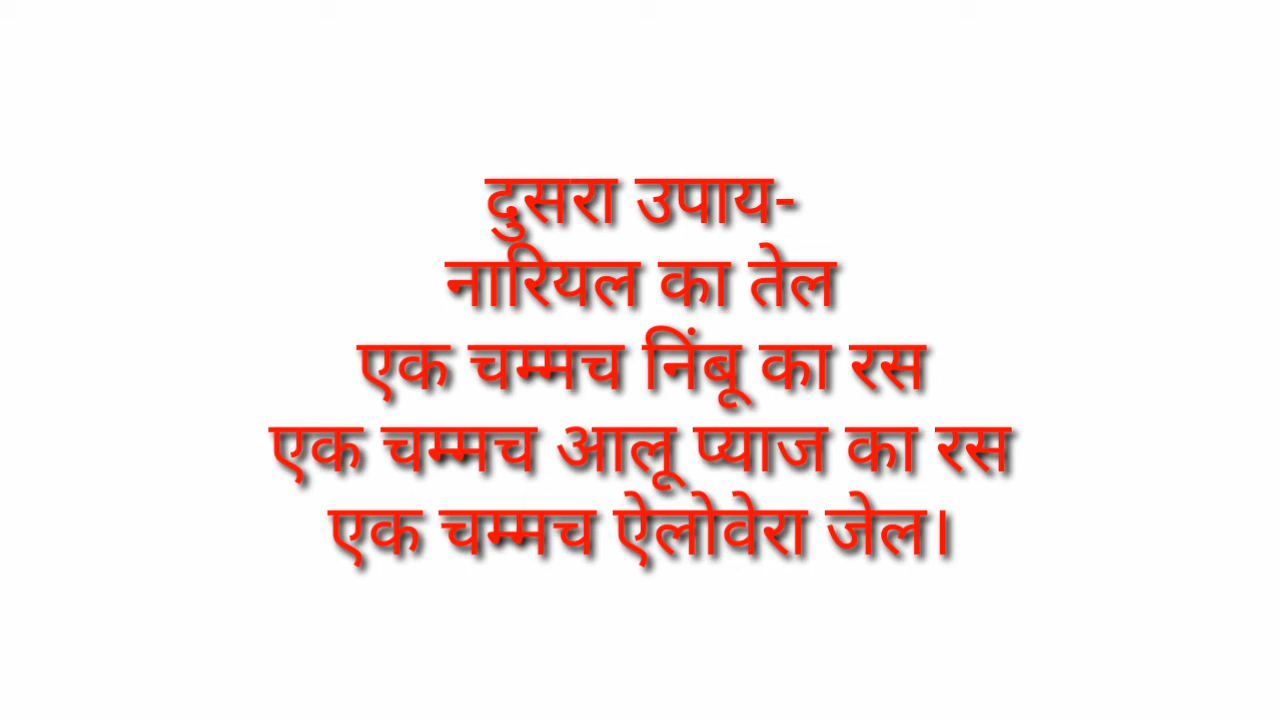 दुसरा उपाय-
नारियल का तेल
एक चम्मच निंबू का रस
एक चम्मच आलू प्याज का रस
एक चम्मच ऐलोवेरा जेल।